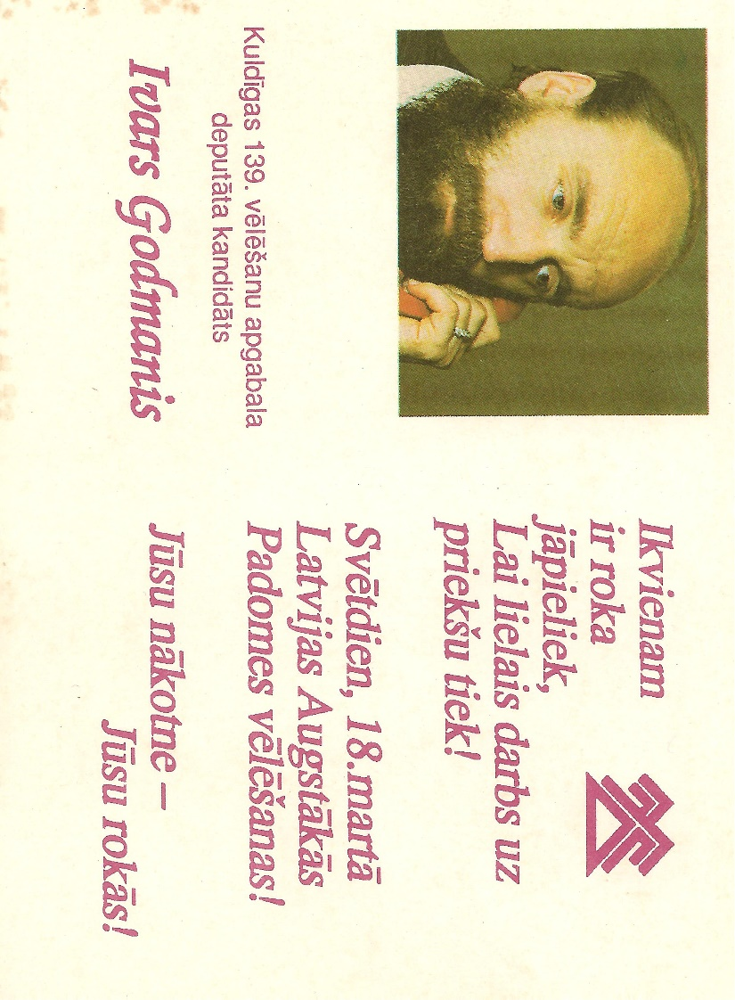 Kuldīgas 139. vēlēšanu apgabala
deputāta kandidāts
Ivars Godmanis
Ikvienam
ir roka
jāpieliek,
Lai lielais darbs uz
priekšu tiek!
Svētdien, 18.martā
Latvijas Augstākās
Padomes vēlēšanas!
Jūsu nākotne –
Jūsu rokās!